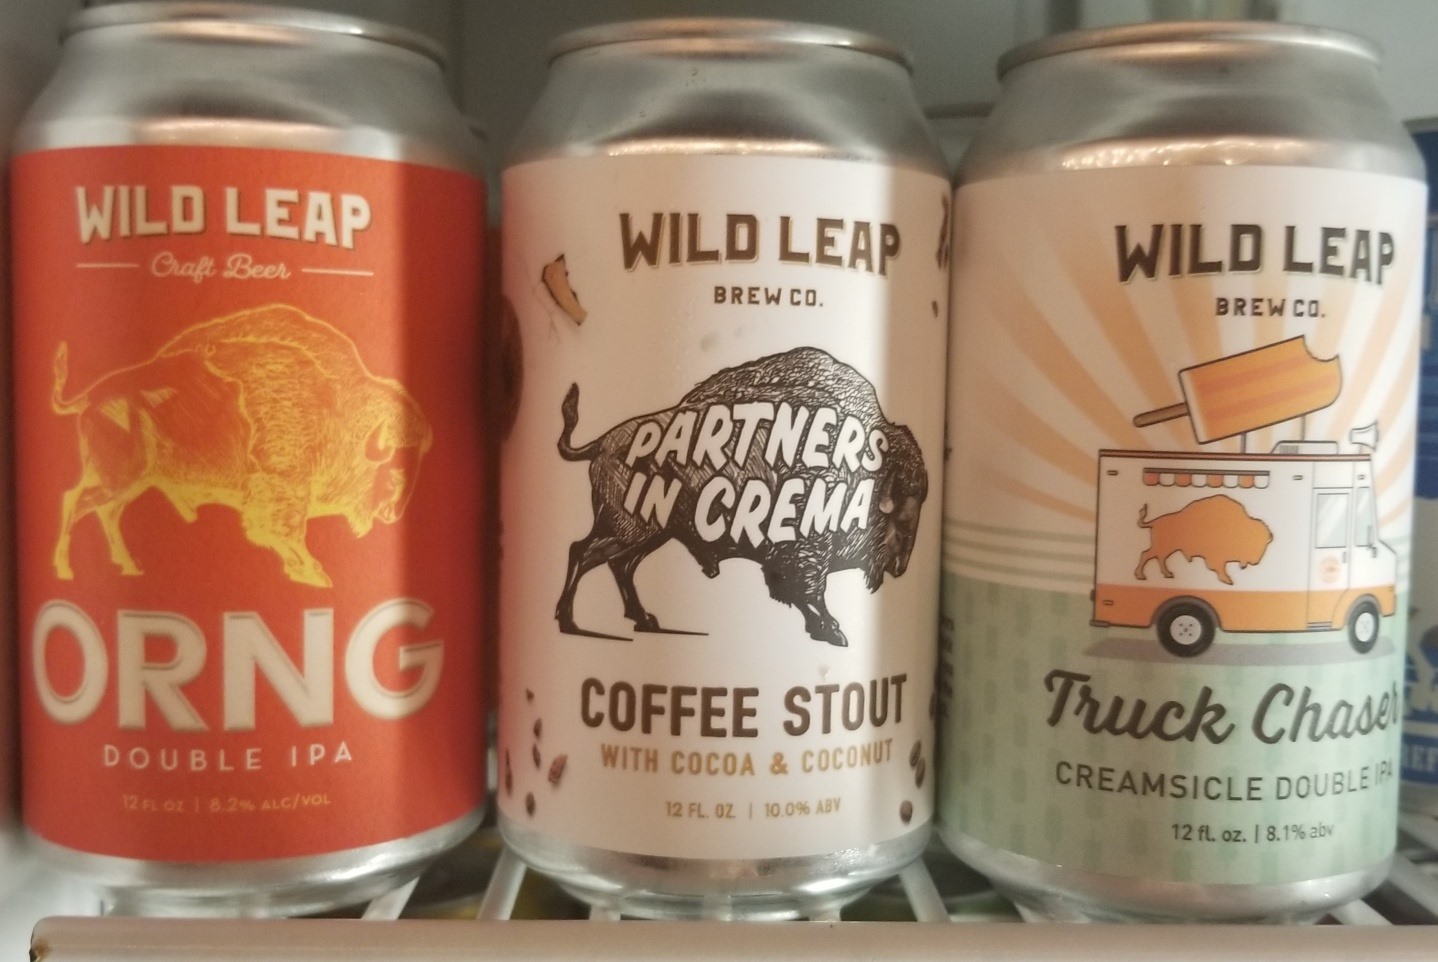 WILD LEAP
Craft Beer
ORNG
DOUBLE IPA
12 FL OZ | 8.2% ALC/VOL
WILD LEAP
BREW CO.
PARTNERS
IN CREMA
COFFEE STOUT
WITH COCOA & COCONUT
12 FL. OZ. | 10.0% ABV
WILD LEAP
BREW CO.
Truck Chaser
CREAMSICLE DOUBLE IPA
12 fl. oz. | 8.1% abv